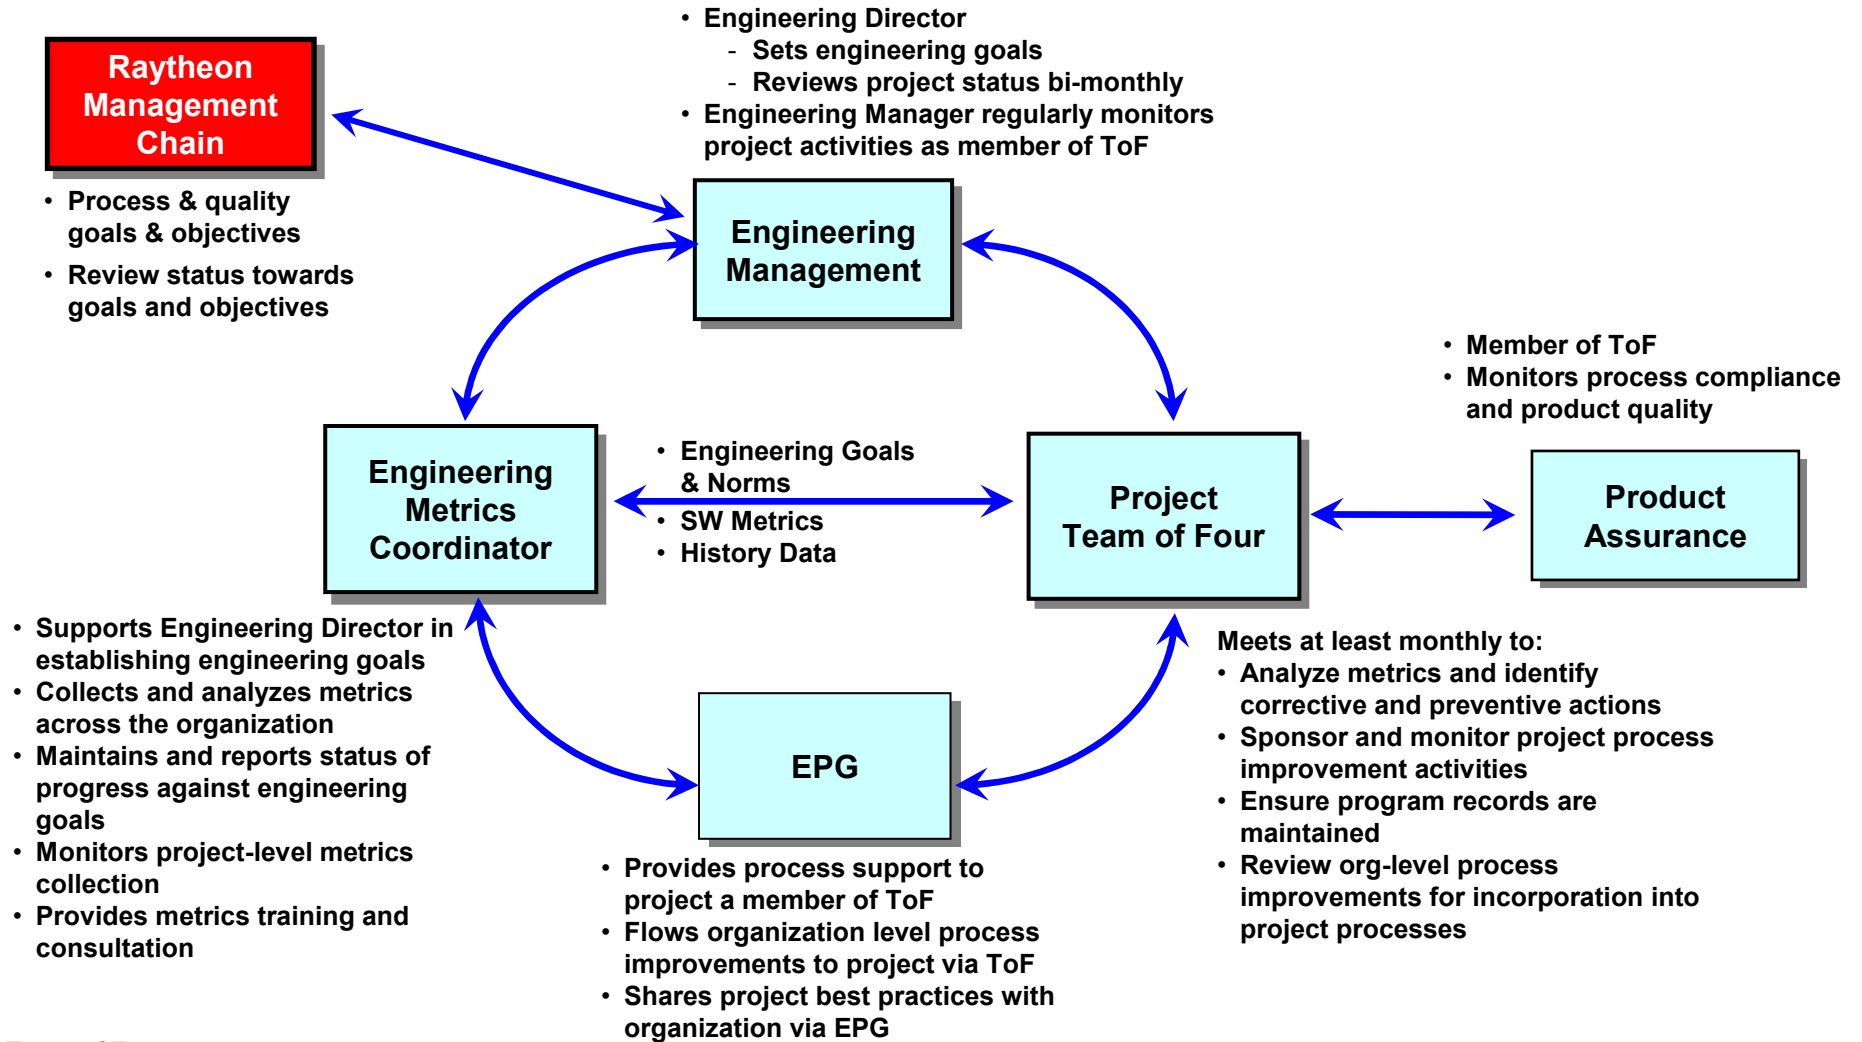 • Engineering Director
- Sets engineering goals
- Reviews project status bi-monthly
• Engineering Manager regularly monitors
project activities as member of ToF
Raytheon
Management
Chain
• Process & quality
goals & objectives
• Review status towards
goals and objectives
Engineering
Management
• Member of ToF
• Monitors process compliance
and product quality
Engineering
Metrics
Coordinator
• Engineering Goals
& Norms
• SW Metrics
• History Data
Project
Team of Four
Product
Assurance
• Supports Engineering Director in
establishing engineering goals
• Collects and analyzes metrics
across the organization
• Maintains and reports status of
progress against engineering
goals
• Monitors project-level metrics
collection
• Provides metrics training and
consultation
EPG
• Provides process support to
project a member of ToF
• Flows organization level process
improvements to project via ToF
• Shares project best practices with
organization via EPG
Meets at least monthly to:
• Analyze metrics and identify
corrective and preventive actions
• Sponsor and monitor project process
improvement activities
• Ensure program records are
maintained
• Review org-level process
improvements for incorporation into
project processes